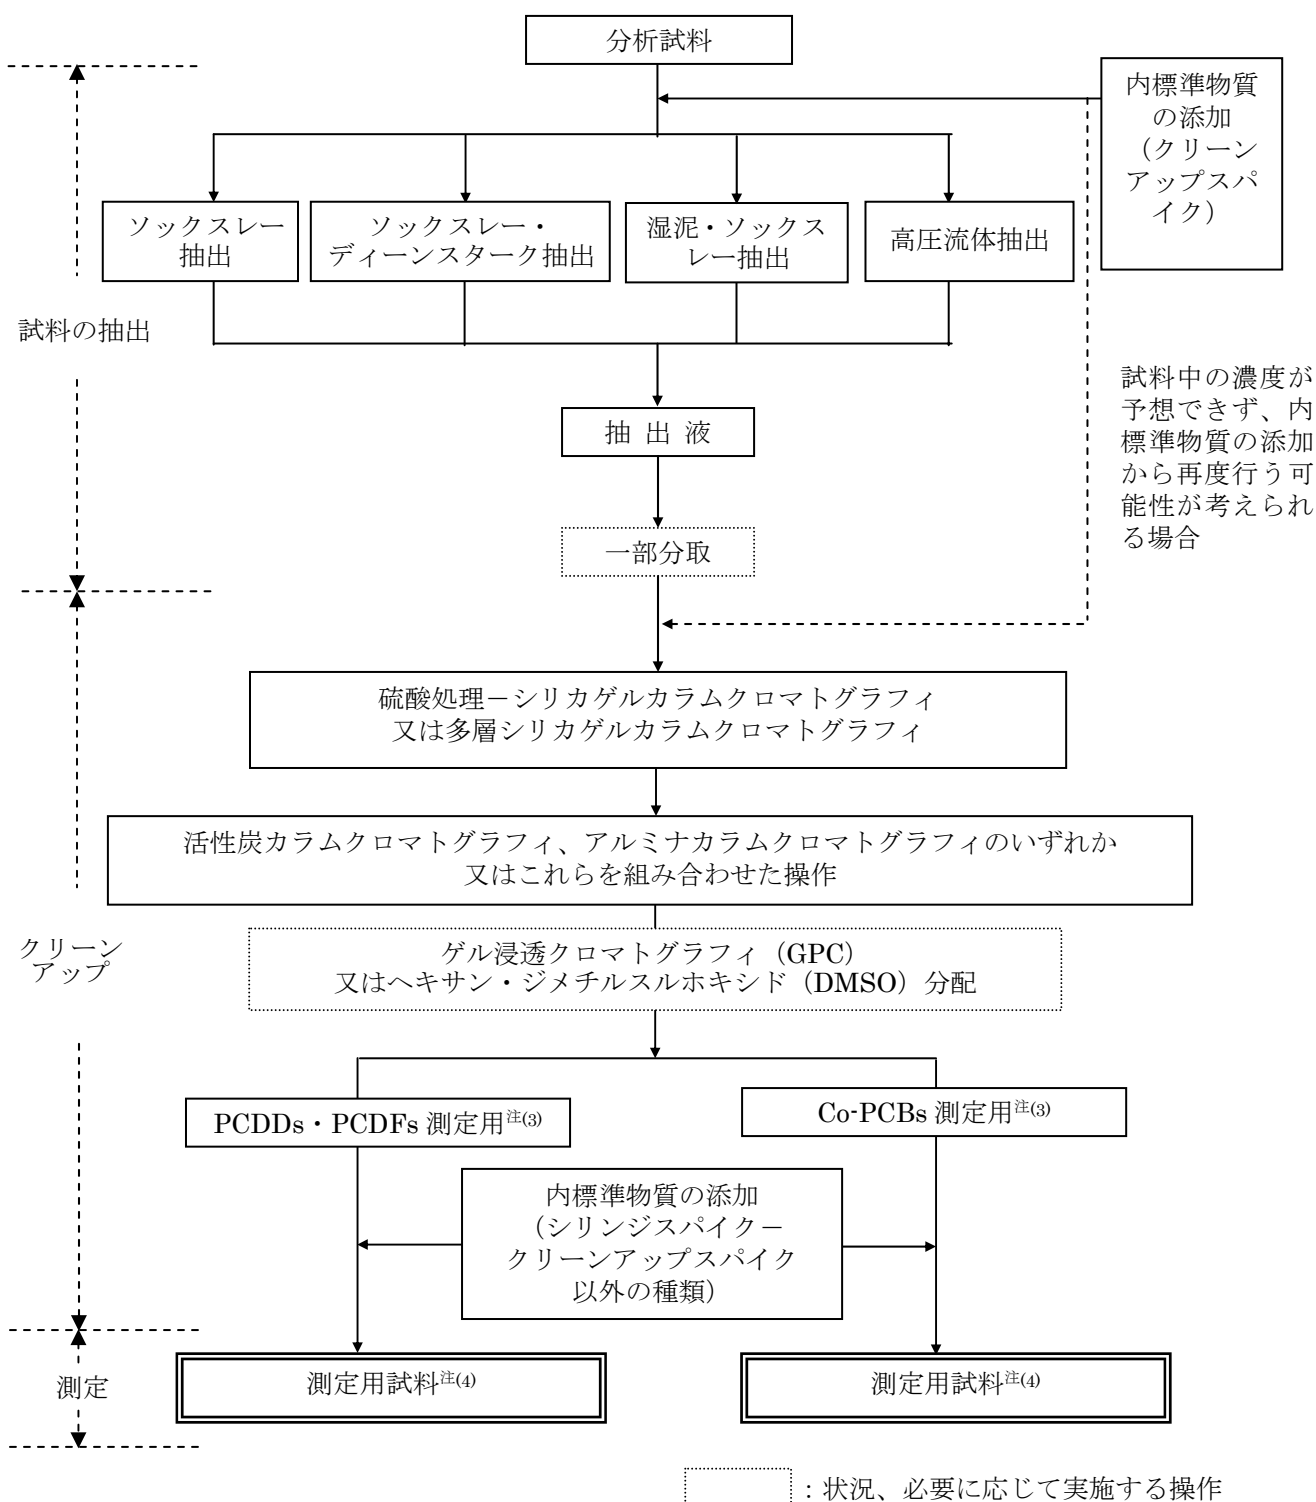 分析試料
内標準物質
の添加
（クリーン
アップスパ
イク）
ソックスレー
抽出
ソックスレー・
ディーンスターク抽出
湿泥・ソックス
レー抽出
高圧流体抽出
試料の抽出
試料中の濃度が
予想できず、内
標準物質の添加
から再度行う可
能性が考えられ
る場合
抽 出 液
一部分取
硫酸処理－シリカゲルカラムクロマトグラフィ
又は多層シリカゲルカラムクロマトグラフィ
活性炭カラムクロマトグラフィ、アルミナカラムクロマトグラフィのいずれか
又はこれらを組み合わせた操作
クリーン
アップ
ゲル浸透クロマトグラフィ（GPC）
又はヘキサン・ジメチルスルホキシド（DMSO）分配
PCDDs・PCDFs 測定用注(3)
Co-PCBs 測定用注(3)
内標準物質の添加
（シリンジスパイク－
クリーンアップスパイク
以外の種類）
測定
測定用試料注(4)
測定用試料注(4)
：状況、必要に応じて実施する操作